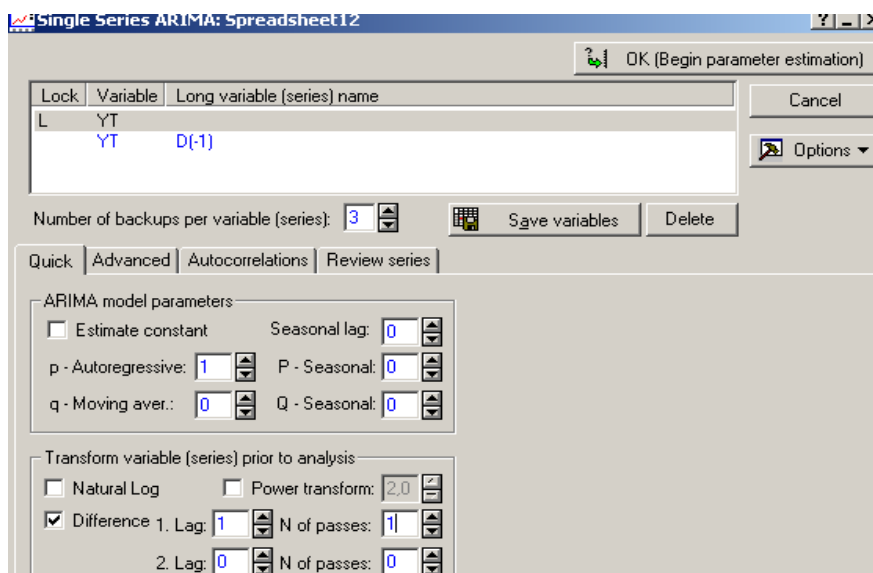 Single Series ARIMA: Spreadsheet12
OK (Begin parameter estimation)
Lock Variable Long variable (series) name
Cancel
L YT
YT D(-1)
Options
Number of backups per variable (series): 3 Save variables Delete
Quick Advanced Autocorrelations Review series
ARIMA model parameters
Estimate constant Seasonal lag: 0
p - Autoregressive: 1 P - Seasonal: 0
q - Moving aver.: 0 Q - Seasonal: 0
Transform variable (series) prior to analysis
Natural Log Power transform: 2,0
Difference 1. Lag: 1 N of passes: 1
2. Lag: 0 N of passes: 0